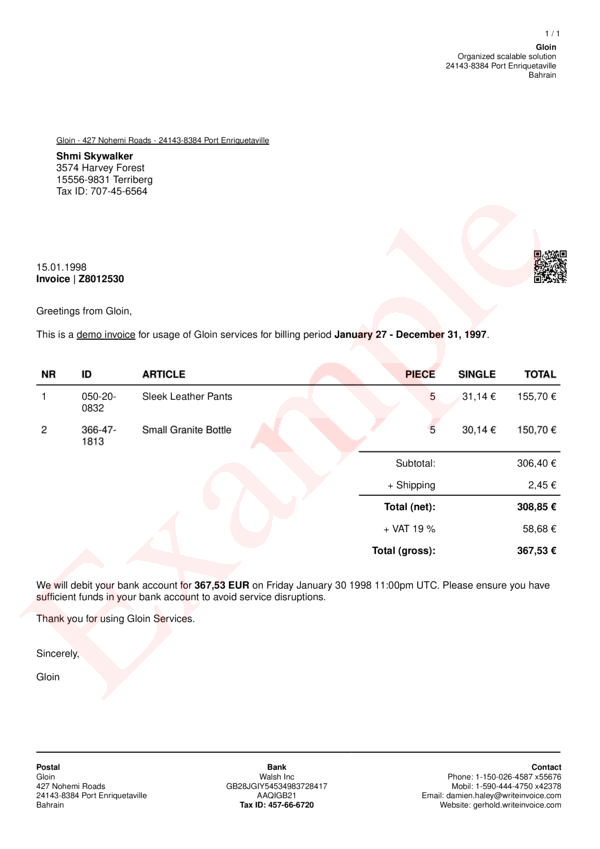 1 / 1
Gloin
Organized scalable solution
24143-8384 Port Enriquetaville
Bahrain
Gloin - 427 Nohemi Roads - 24143-8384 Port Enriquetaville
Shmi Skywalker
3574 Harvey Forest
15556-9831 Terriberg
Tax ID: 707-45-6564
15.01.1998
Invoice | Z8012530
Greetings from Gloin,
This is a demo invoice for usage of Gloin services for billing period January 27 - December 31, 1997.
NR ID ARTICLE PIECE SINGLE TOTAL
1 050-20- Sleek Leather Pants 5 31,14 € 155,70 €
0832
2 366-47- Small Granite Bottle 5 30,14 € 150,70 €
1813
Subtotal: 306,40 €
+ Shipping 2,45 €
Total (net): 308,85 €
+ VAT 19 % 58,68 €
Total (gross): 367,53 €
We will debit your bank account for 367,53 EUR on Friday January 30 1998 11:00pm UTC. Please ensure you have
sufficient funds in your bank account to avoid service disruptions.
Thank you for using Gloin Services.
Sincerely,
Gloin
Example
Postal Bank Contact
Gloin Walsh Inc Phone: 1-150-026-4587 x55676
427 Nohemi Roads GB28JGIY54534983728417 Mobil: 1-590-444-4750 x42378
24143-8384 Port Enriquetaville AAQIGB21 Email: damien.haley@writeinvoice.com
Bahrain Tax ID: 457-66-6720 Website: gerhold.writeinvoice.com